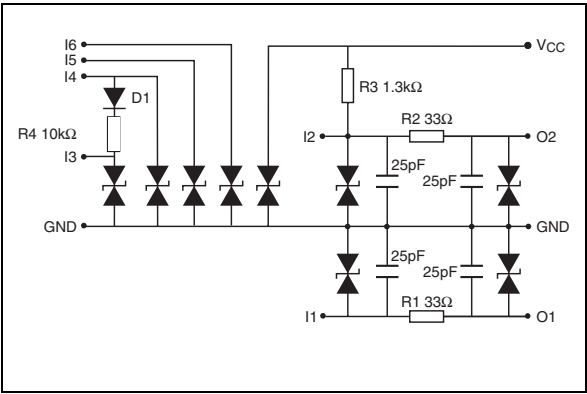 I6
I5
I4
D1
R4 10kΩ
I3
GND
VCC
R3 1.3kΩ
R2 33Ω
I2
O2
25pF
25pF
GND
25pF
25pF
R1 33Ω
I1
O1